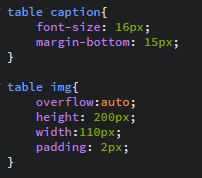 table caption{
    font-size: 16px;
    margin-bottom: 15px;
}

table img{
    overflow:auto;
    height: 200px;
    width:110px;
    padding: 2px;
}